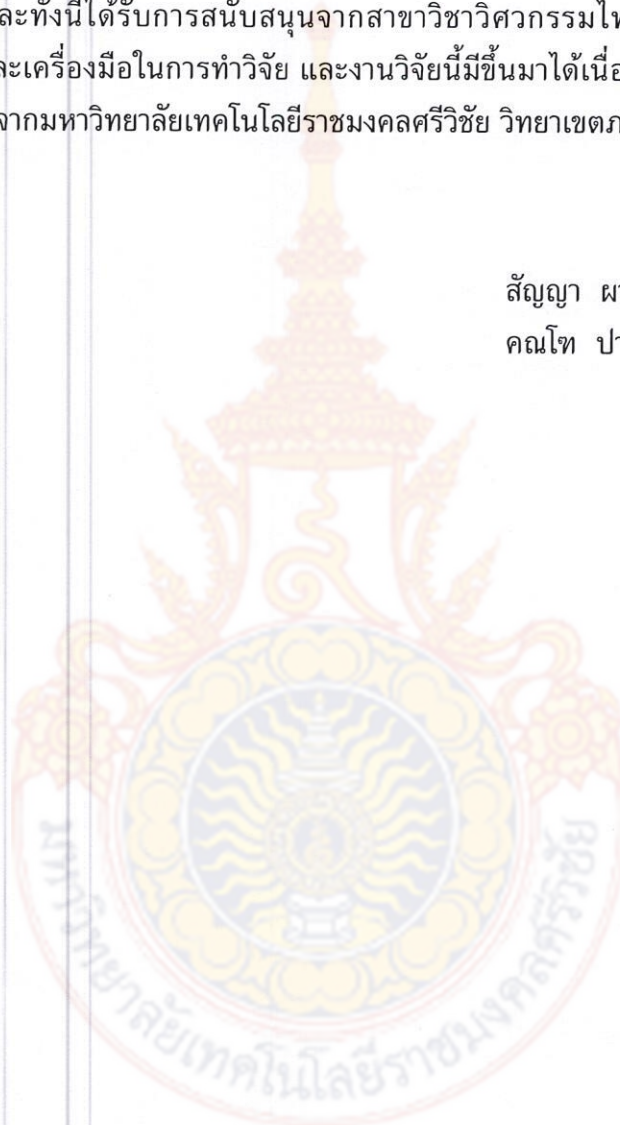 ละทั้งนี้ได้รับการสนับสนุนจากสาขาวิชาวิศวกรรมไฟ
ละเครื่องมือในการทำวิจัย และงานวิจัยนี้มีขึ้นมาได้เนื่อ
จากมหาวิทยาลัยเทคโนโลยีราชมงคลศรีวิชัย วิทยาเขตภ
สัญญา ผา
คณโฑ ปา
มหาวิทยาลัยเทคโนโลยีราชมงคลศรีวิชัย